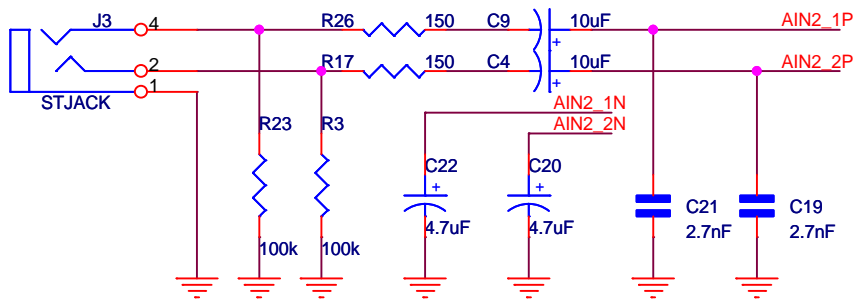 J3 4 R26 150 C9 10uF AIN2_1P
2 R17 150 C4 10uF AIN2_2P
1
STJACK
AIN2_1N
R23 R3 AIN2_2N
C22 C20
+ + + +
C21 C19
4.7uF 4.7uF 2.7nF 2.7nF
100k 100k